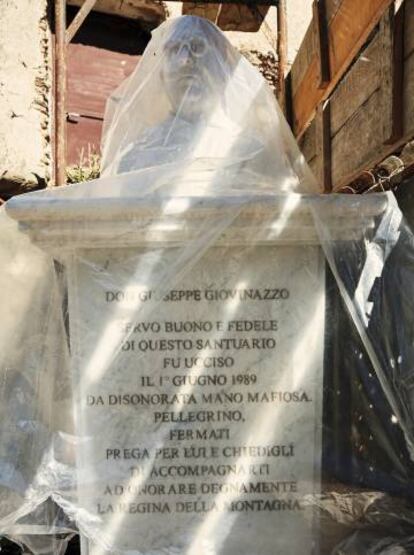 DON GIUSEPPE GIOVINAZZO
SERVO BUONO E FEDELE
DI QUESTO SANTUARIO
FU UCCISO
IL 1° GIUGNO 1989
DA DISONORATA MANO MAFIOSA.
PELLEGRINO,
FERMATI
PREGA PER LUI E CHIEDIGLI
DI ACCOMPAGNARTI
AD ONORARE DEGNAMENTE
LA REGINA DELLA MONTAGNA